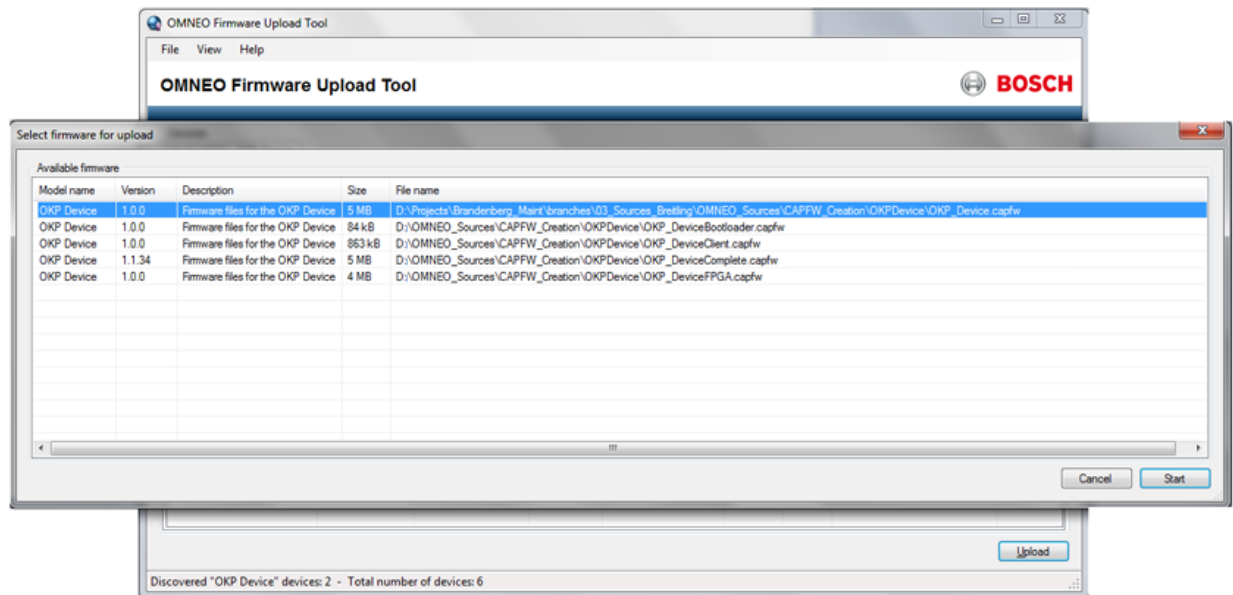 OMNEO Firmware Upload Tool
File View Help
OMNEO Firmware Upload Tool
BOSCH
Select firmware for upload
Available firmware
Model name Version Description Size File name
OKP Device 1.0.0 Firmware files for the OKP Device 5 MB D:\Projects\Brandenberg_Maint\branches\03_Sources_Breitling\OMNEO_Sources\CAPFW_Creation\OKPDevice\OKP_Device.capfw
OKP Device 1.0.0 Firmware files for the OKP Device 84 kB D:/OMNEO_Sources\CAPFW_Creation\OKPDevice\OKP_DeviceBootloader.capfw
OKP Device 1.0.0 Firmware files for the OKP Device 863 kB D:/OMNEO_Sources\CAPFW_Creation\OKPDevice\OKP_DeviceClient.capfw
OKP Device 1.1.34 Firmware files for the OKP Device 5 MB D:/OMNEO_Sources\CAPFW_Creation\OKPDevice\OKP_DeviceComplete.capfw
OKP Device 1.0.0 Firmware files for the OKP Device 4 MB D:/OMNEO_Sources\CAPFW_Creation\OKPDevice\OKP_DeviceFPGA.capfw
Cancel Start
Upload
Discovered "OKP Device" devices: 2 - Total number of devices: 6